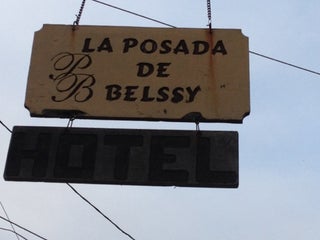 LA POSADA
DE
PB BELSSY
HOTEL